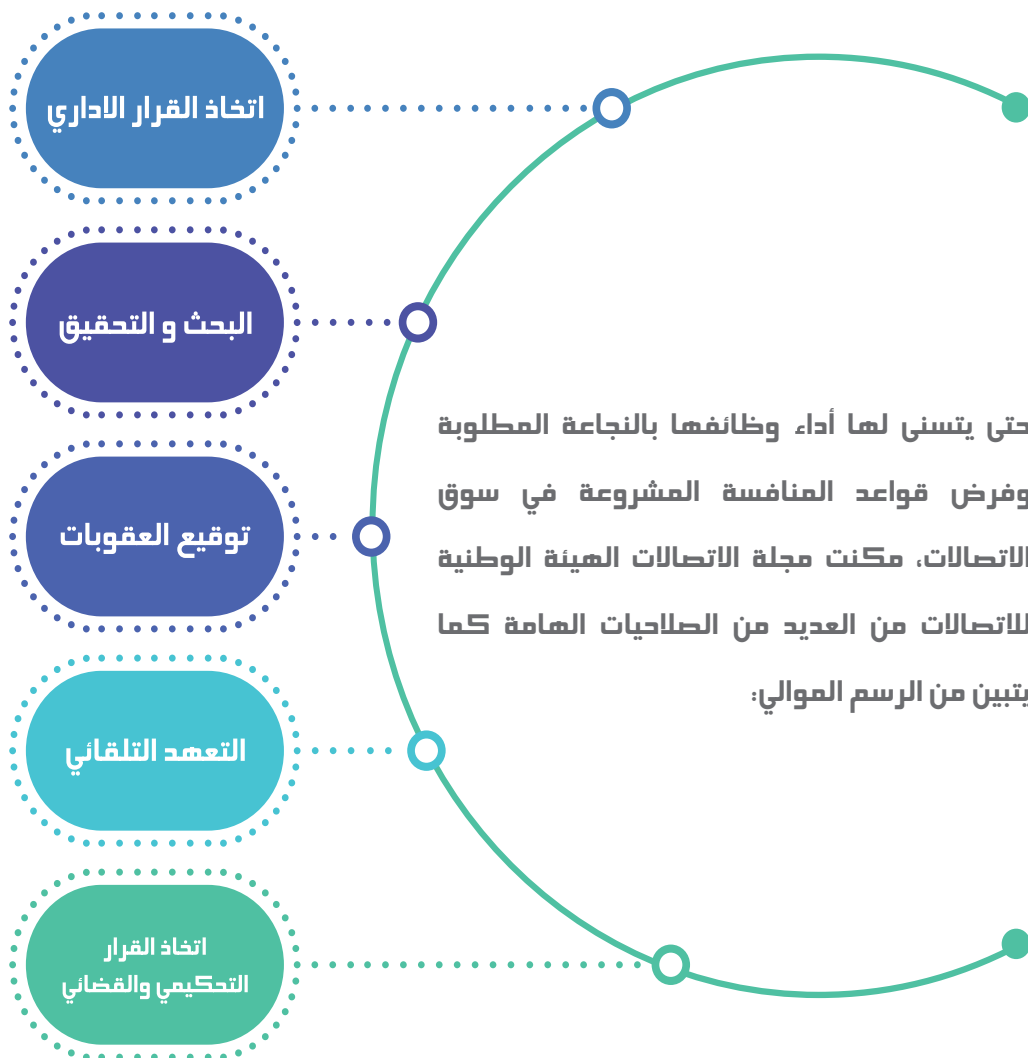 حتى يتسنى لها أداء وظائفها بالنجاعة المطلوبة
وفرض قواعد المنافسة المشروعة في سوق
الاتصالات، مكنت مجلة الاتصالات الهيئة الوطنية
للاتصالات من العديد من الصلاحيات الهامة كما
يتبين من الرسم الموالي:
اتخاذ القرار الاداري
البحث و التحقيق
توقيع العقوبات
التعهد التلقائي
اتخاذ القرار
التحكيمي والقضائي